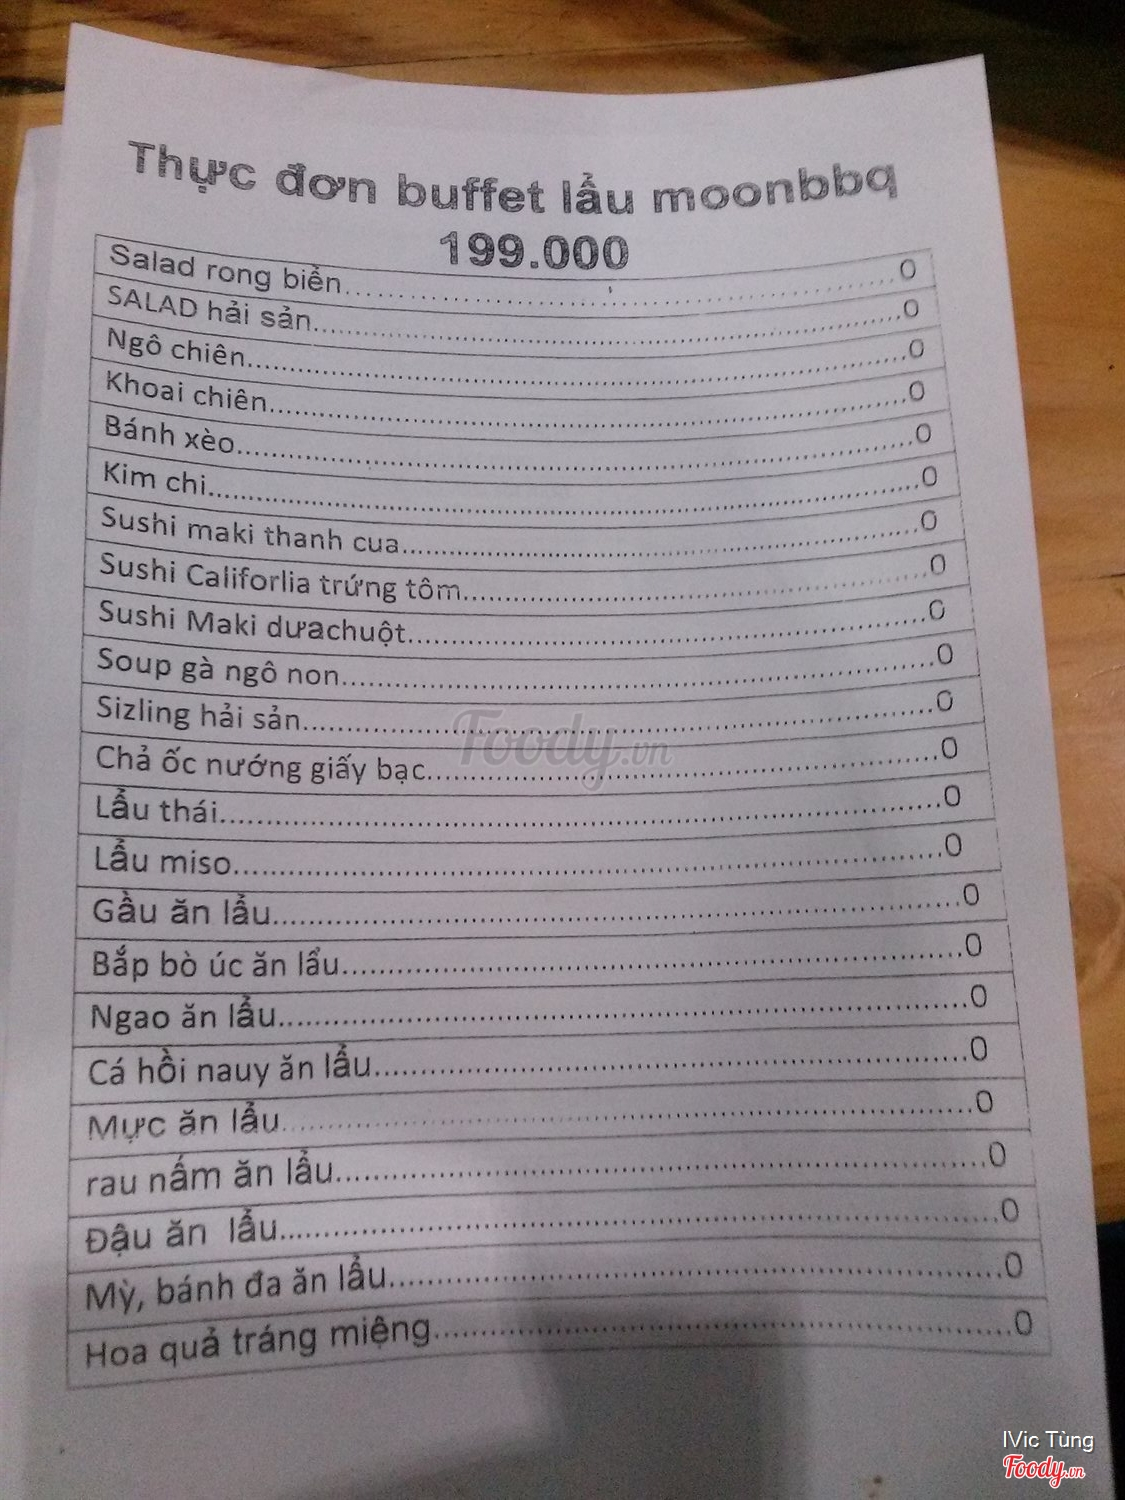 Thực đơn buffet lẩu moonbbq
199.000
Salad rong biển....................0
SALAD hải sản....................0
Ngô chiên....................0
Khoai chiên....................0
Bánh xèo....................0
Kim chi....................0
Sushi maki thanh cua....................0
Sushi Califorlia trứng tôm....................0
Sushi Maki dưachuột....................0
Soup gà ngô non....................0
Sizling hải sản....................0
Chả ốc nướng giấy bạc....................0
Lẩu thái....................0
Lẩu miso....................0
Gầu ăn lẩu....................0
Bắp bò úc ăn lẩu....................0
Ngao ăn lẩu....................0
Cá hồi nauy ăn lẩu....................0
Mực ăn lẩu....................0
rau nấm ăn lẩu....................0
Đậu ăn lẩu....................0
Mỳ, bánh đa ăn lẩu....................0
Hoa quả tráng miệng....................0
Foody.vn
IVic Tùng
Foody.vn